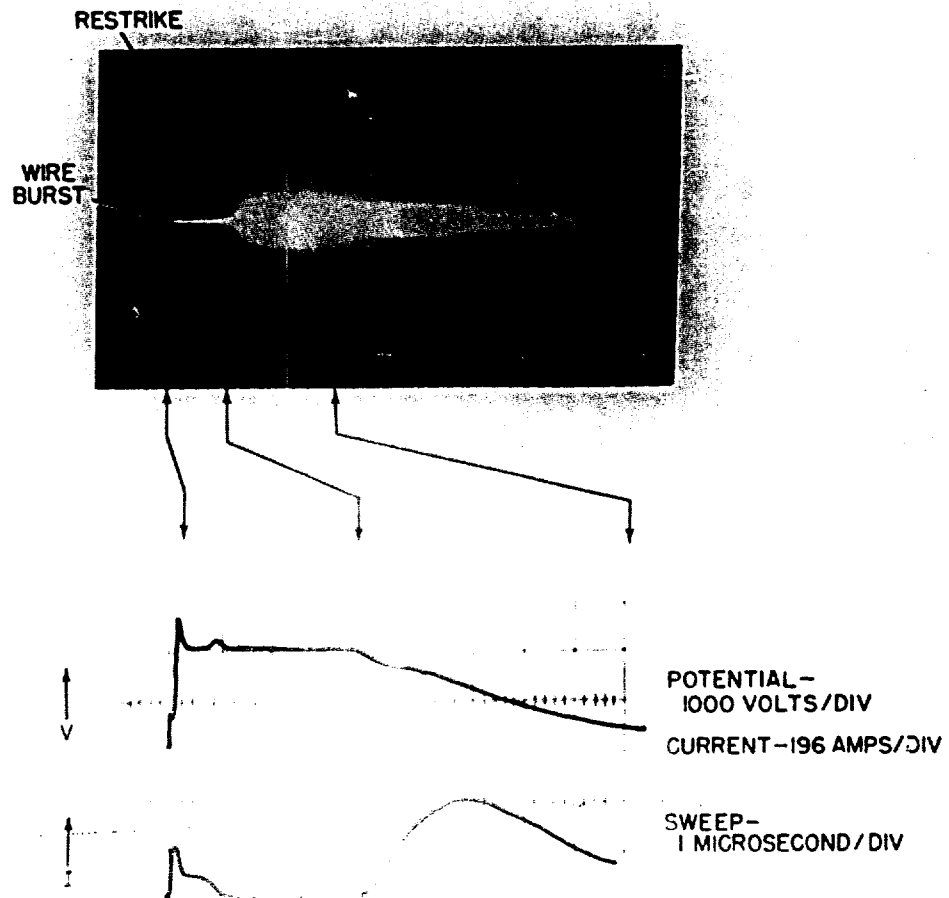 RESTRIKE
WIRE
BURST
V
POTENTIAL-
1000 VOLTS/DIV
CURRENT-196 AMPS/DIV
I
SWEEP-
1 MICROSECOND/DIV